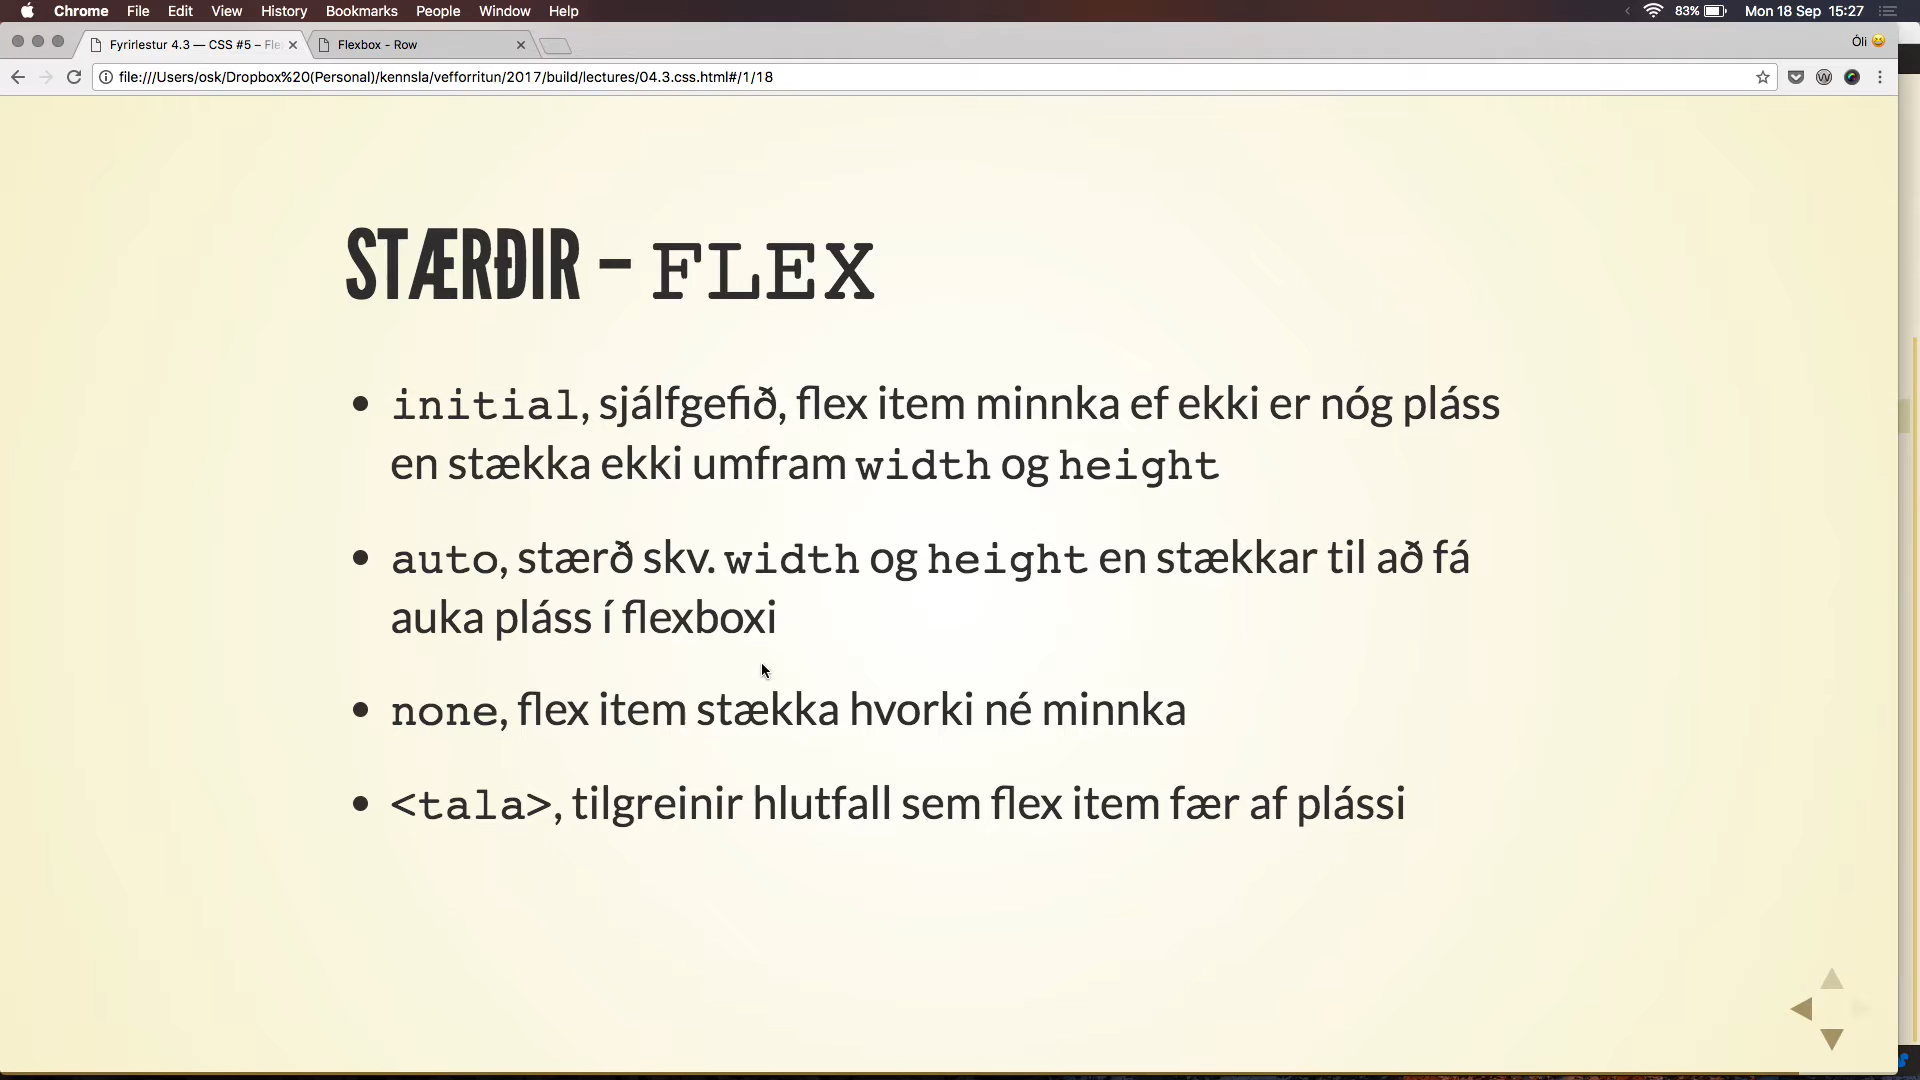 Chrome File Edit View History Bookmarks People Window Help 83% Mon 18 Sep 15:27
Fyrirlestur 4.3 — CSS #5 – Fle Flexbox - Row Óli
file:///Users/osk/Dropbox%20(Personal)/kennsla/vefforritun/2017/build/lectures/04.3.css.html#/1/18
STÆRÐIR – FLEX
• initial, sjálfgefið, flex item minnka ef ekki er nóg pláss
en stækka ekki umfram width og height
• auto, stærð skv. width og height en stækkar til að fá
auka pláss í flexboxi
• none, flex item stækka hvorki né minnka
• <tala>, tilgreinir hlutfall sem flex item fær af plássi